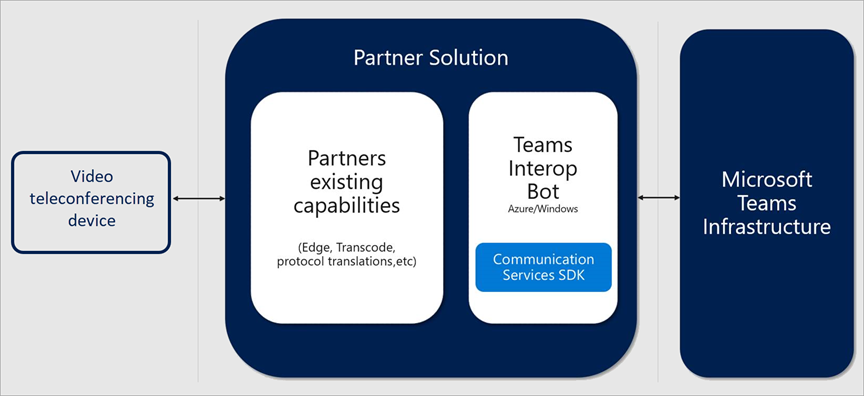 Partner Solution
Video
teleconferencing
device
Partners
existing
capabilities
(Edge, Transcode,
protocol translations,etc)
Teams
Interop
Bot
Azure/Windows
Communication
Services SDK
Microsoft
Teams
Infrastructure